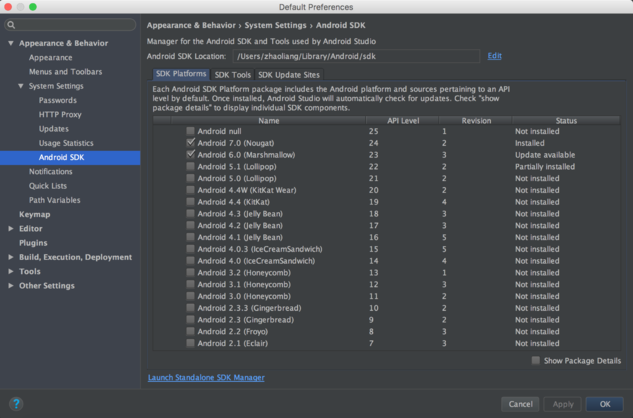 Default Preferences
Appearance & Behavior › System Settings › Android SDK
Manager for the Android SDK and Tools used by Android Studio
Android SDK Location: /Users/zhaoliang/Library/Android/sdk Edit
Appearance & Behavior
Appearance
Menus and Toolbars
System Settings
Passwords
HTTP Proxy
Updates
Usage Statistics
Android SDK
Notifications
Quick Lists
Path Variables
Keymap
Editor
Plugins
Build, Execution, Deployment
Tools
Other Settings
SDK Platforms SDK Tools SDK Update Sites
Each Android SDK Platform package includes the Android platform and sources pertaining to an API
level by default. Once installed, Android Studio will automatically check for updates. Check "show
package details" to display individual SDK components.
Name API Level Revision Status
Android null 25 1 Not installed
Android 7.0 (Nougat) 24 2 Installed
Android 6.0 (Marshmallow) 23 3 Update available
Android 5.1 (Lollipop) 22 2 Partially installed
Android 5.0 (Lollipop) 21 2 Not installed
Android 4.4W (KitKat Wear) 20 2 Not installed
Android 4.4 (KitKat) 19 4 Not installed
Android 4.3 (Jelly Bean) 18 3 Not installed
Android 4.2 (Jelly Bean) 17 3 Not installed
Android 4.1 (Jelly Bean) 16 5 Not installed
Android 4.0.3 (IceCreamSandwich) 15 5 Not installed
Android 4.0 (IceCreamSandwich) 14 4 Not installed
Android 3.2 (Honeycomb) 13 1 Not installed
Android 3.1 (Honeycomb) 12 3 Not installed
Android 3.0 (Honeycomb) 11 2 Not installed
Android 2.3.3 (Gingerbread) 10 2 Not installed
Android 2.3 (Gingerbread) 9 2 Not installed
Android 2.2 (Froyo) 8 3 Not installed
Android 2.1 (Eclair) 7 3 Not installed
Show Package Details
Launch Standalone SDK Manager
? Cancel Apply OK